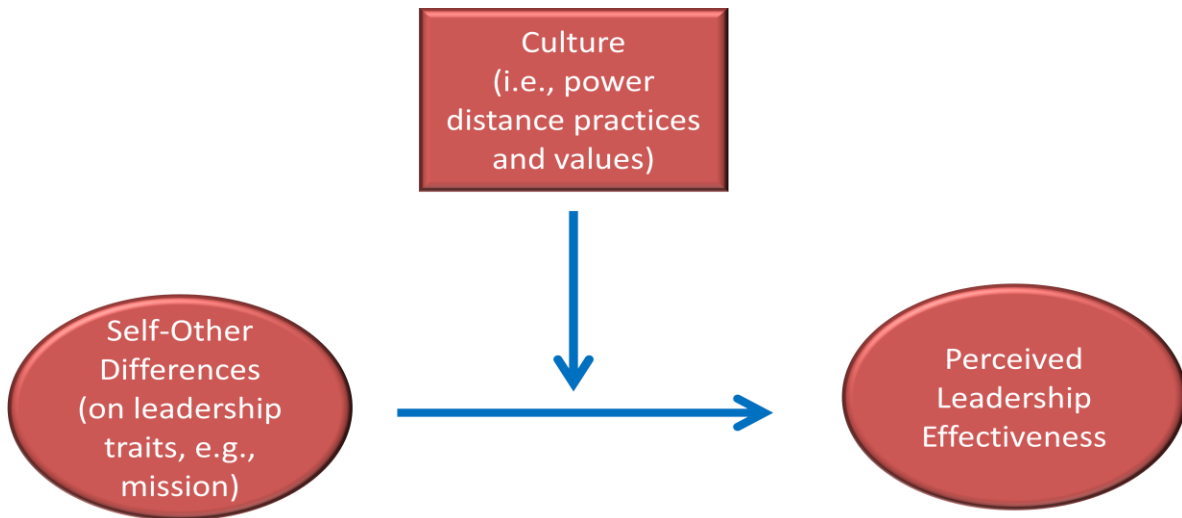 Culture
(i.e., power
distance practices
and values)
Self-Other
Differences
(on leadership
traits, e.g.,
mission)
Perceived
Leadership
Effectiveness